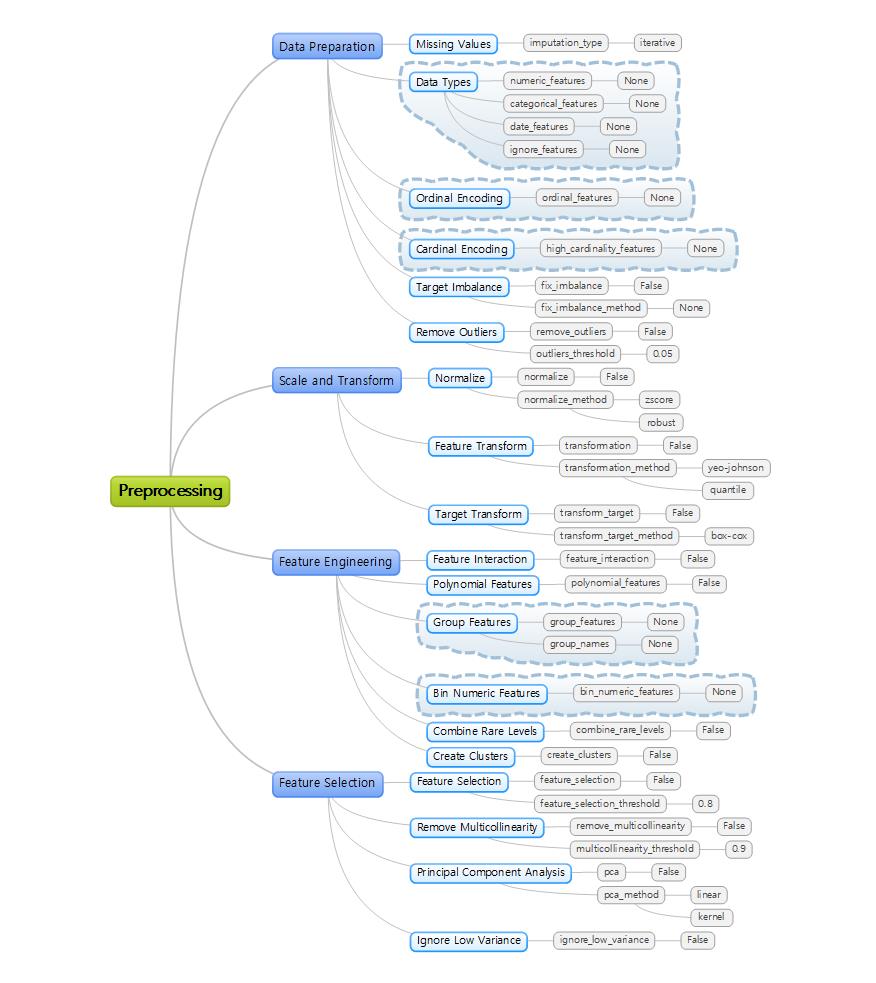 Data Preparation
Missing Values imputation_type iterative
Data Types numeric_features None
categorical_features None
date_features None
ignore_features None
Ordinal Encoding ordinal_features None
Cardinal Encoding high_cardinality_features None
Target Imbalance fix_imbalance False
fix_imbalance_method None
Remove Outliers remove_outliers False
outliers_threshold 0.05
Scale and Transform Normalize normalize False
normalize_method zscore
robust
Feature Transform transformation False
transformation_method yeo-johnson
quantile
Preprocessing
Target Transform transform_target False
transform_target_method box-cox
Feature Engineering Feature Interaction feature_interaction False
Polynomial Features polynomial_features False
Group Features group_features None
group_names None
Bin Numeric Features bin_numeric_features None
Combine Rare Levels combine_rare_levels False
Create Clusters create_clusters False
Feature Selection Feature Selection feature_selection False
feature_selection_threshold 0.8
Remove Multicollinearity remove_multicollinearity False
multicollinearity_threshold 0.9
Principal Component Analysis pca False
pca_method linear
kernel
Ignore Low Variance ignore_low_variance False